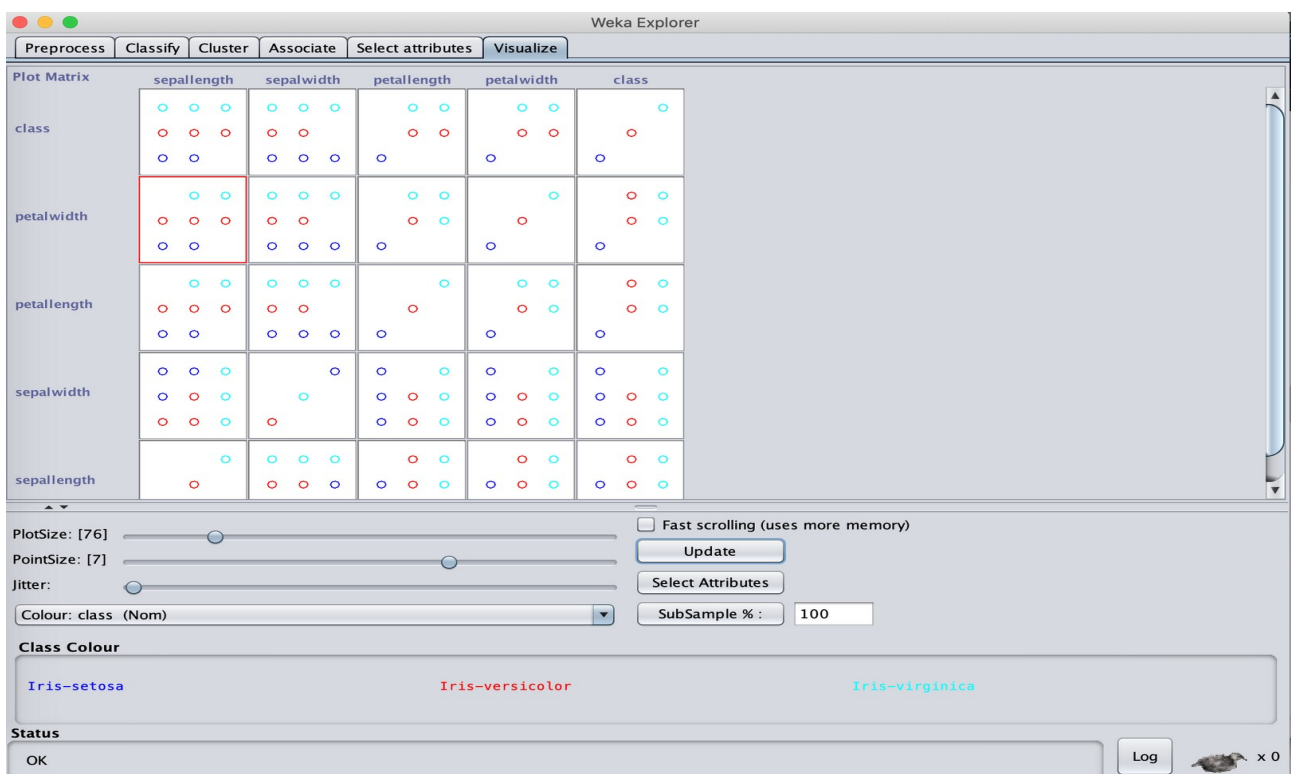 Weka Explorer
Preprocess Classify Cluster Associate Select attributes Visualize
Plot Matrix sepallength sepalwidth petallength petalwidth class
class
petalwidth
petallength
sepalwidth
sepallength
PlotSize: [76]
PointSize: [7]
Jitter:
Colour: class (Nom)
Fast scrolling (uses more memory)
Update
Select Attributes
SubSample % : 100
Class Colour
Iris-setosa Iris-versicolor Iris-virginica
Status
OK
Log x 0